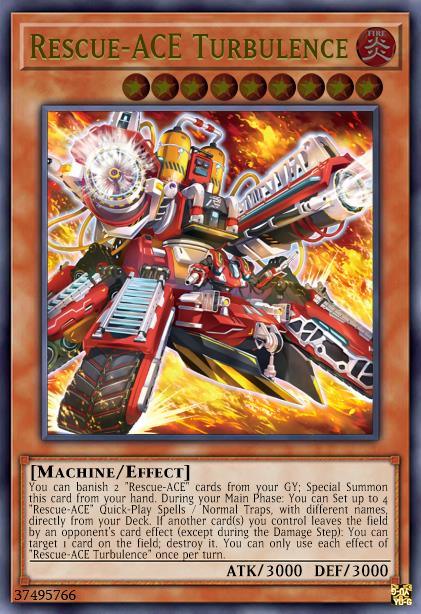 RESCUE-ACE TURBULENCE
FIRE
炎
[MACHINE/EFFECT]
You can banish 2 "Rescue-ACE" cards from your GY; Special Summon
this card from your hand. During your Main Phase: You can Set up to 4
"Rescue-ACE" Quick-Play Spells / Normal Traps, with different names,
directly from your Deck. If another card(s) you control leaves the field
by an opponent's card effect (except during the Damage Step): You can
target 1 card on the field; destroy it. You can only use each effect of
"Rescue-ACE Turbulence" once per turn.
ATK/3000 DEF/3000
37495766